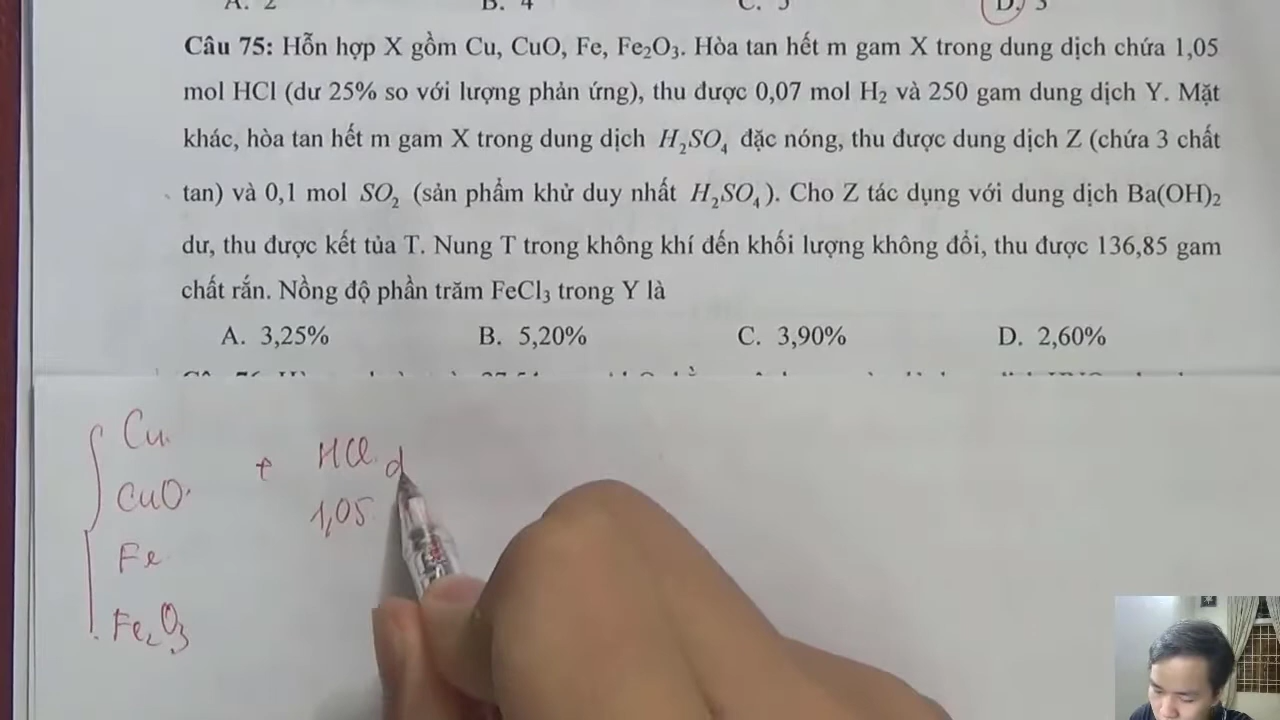 A. 2 B. 4 C. 5 D. 3
Câu 75: Hỗn hợp X gồm Cu, CuO, Fe, Fe₂O₃. Hòa tan hết m gam X trong dung dịch chứa 1,05
mol HCl (dư 25% so với lượng phản ứng), thu được 0,07 mol H₂ và 250 gam dung dịch Y. Mặt
khác, hòa tan hết m gam X trong dung dịch H₂SO₄ đặc nóng, thu được dung dịch Z (chứa 3 chất
tan) và 0,1 mol SO₂ (sản phẩm khử duy nhất H₂SO₄). Cho Z tác dụng với dung dịch Ba(OH)₂
dư, thu được kết tủa T. Nung T trong không khí đến khối lượng không đổi, thu được 136,85 gam
chất rắn. Nồng độ phần trăm FeCl₃ trong Y là
A. 3,25% B. 5,20% C. 3,90% D. 2,60%
Cu + HCl d
CuO 1,05
Fe
Fe₂O₃